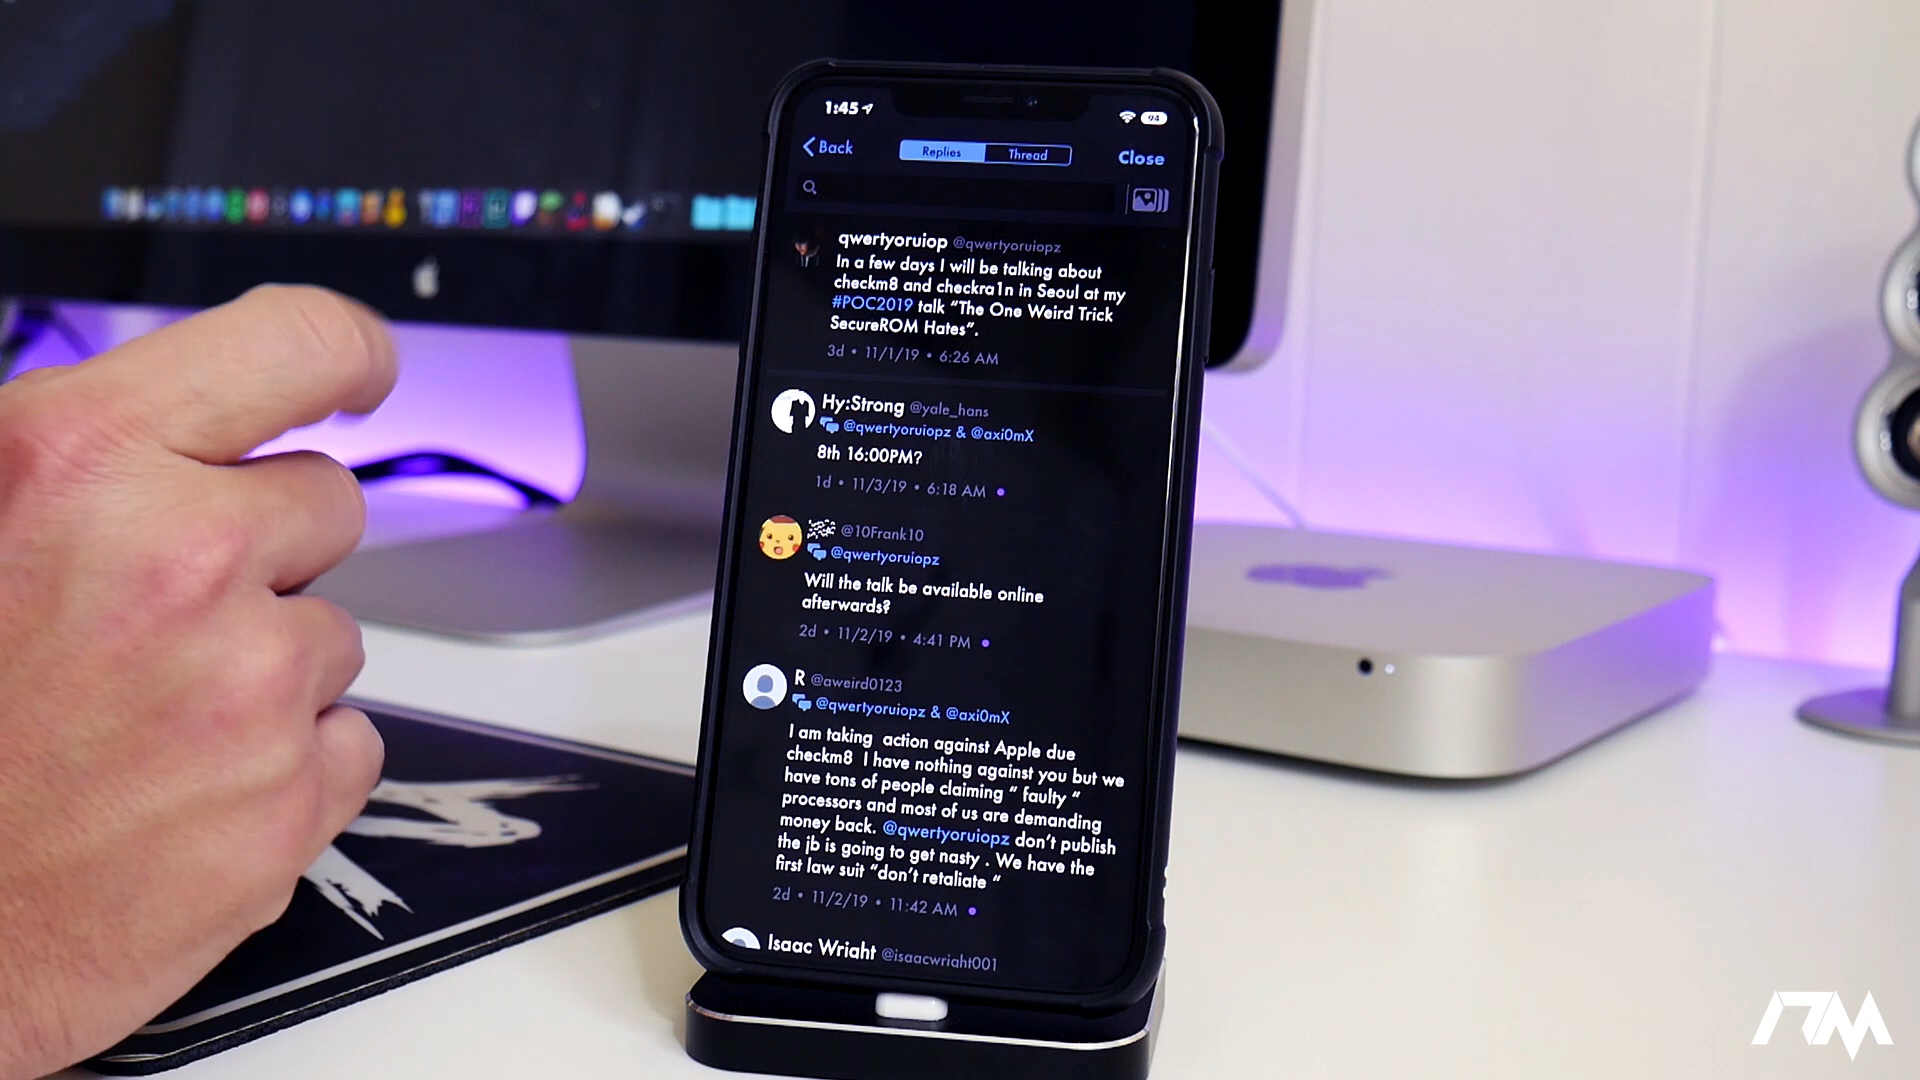 1:45
94
Back
Replies
Thread
Close
qwertyoruiop @qwertyoruiopz
In a few days I will be talking about
checkm8 and checkra1n in Seoul at my
#POC2019 talk “The One Weird Trick
SecureROM Hates”.
3d • 11/1/19 • 6:26 AM
Hy:Strong @yale_hans
@qwertyoruiopz & @axi0mX
8th 16:00PM?
1d • 11/3/19 • 6:18 AM
@10Frank10
@qwertyoruiopz
Will the talk be available online
afterwards?
2d • 11/2/19 • 4:41 PM
R @aweird0123
@qwertyoruiopz & @axi0mX
I am taking  action against Apple due
checkm8  I have nothing against you but we
have tons of people claiming “ faulty “
processors and most of us are demanding
money back. @qwertyoruiopz don’t publish
the jb is going to get nasty . We have the
first law suit “don’t retaliate “
2d • 11/2/19 • 11:42 AM
Isaac Wright @isaacwright001